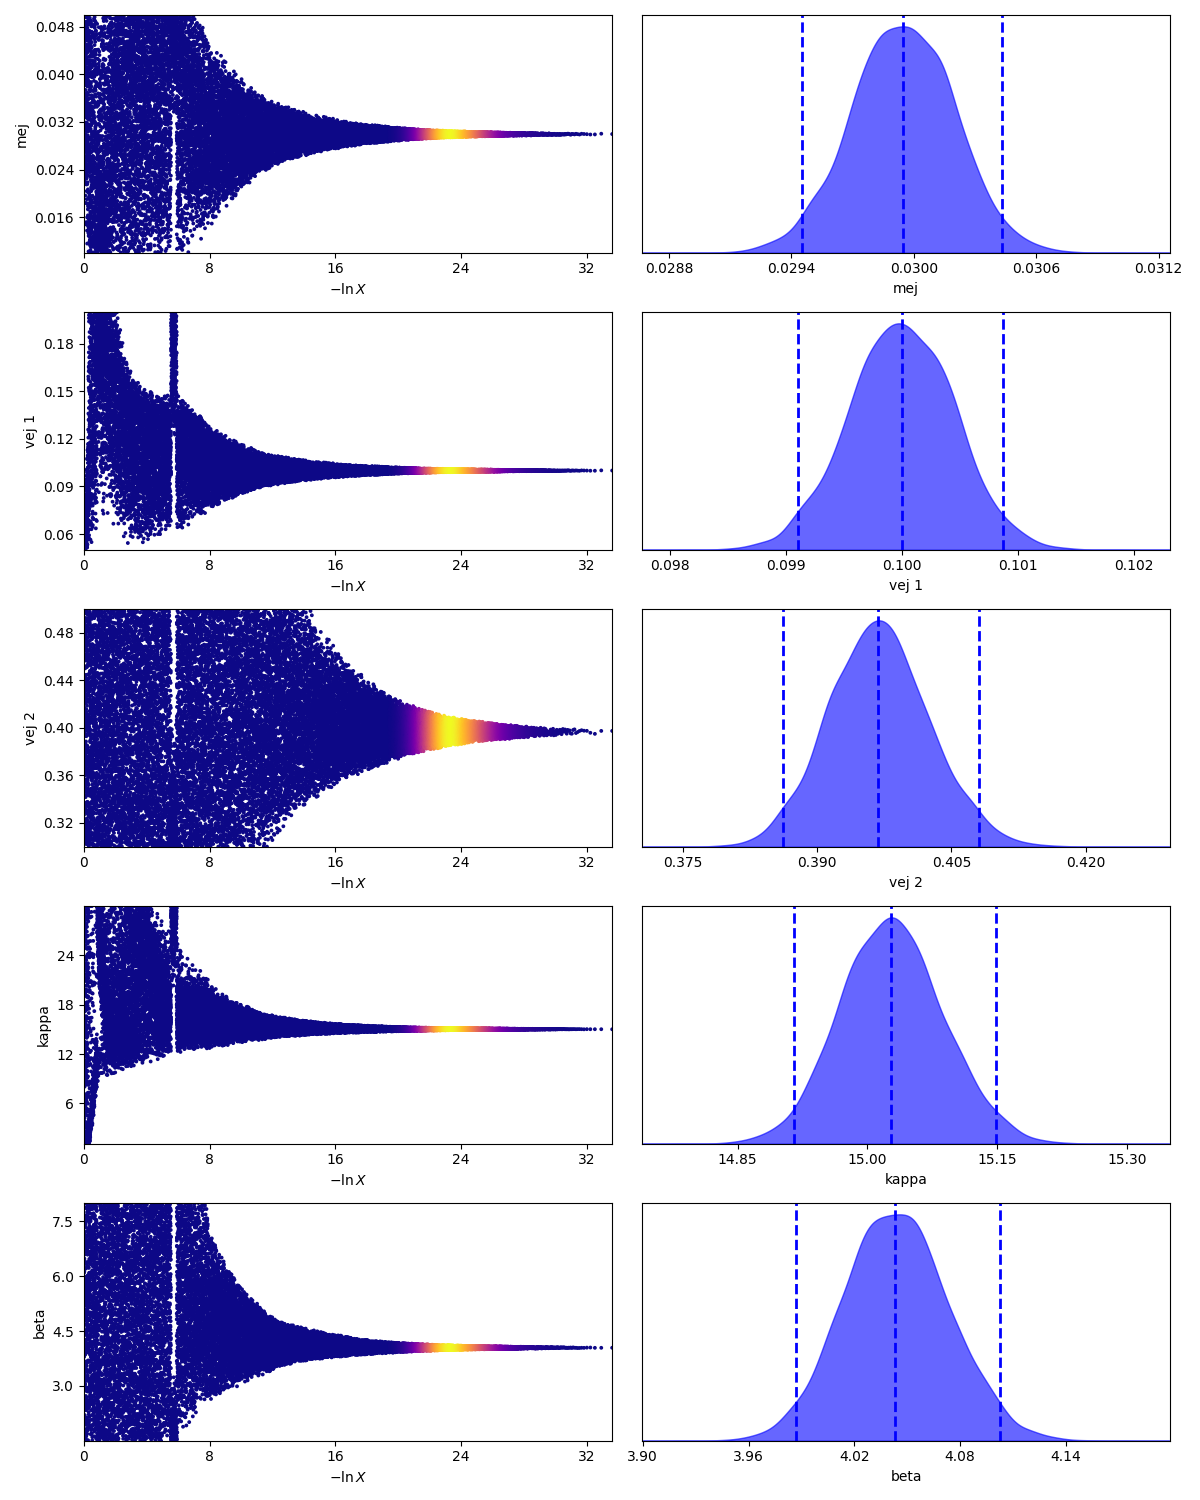 0.048
0.040
0.032
0.024
0.016
mej
0 8 16 24 32
−ln X
0.0288 0.0294 0.0300 0.0306 0.0312
mej
0.18
0.15
0.12
0.09
0.06
vej 1
0 8 16 24 32
−ln X
0.098 0.099 0.100 0.101 0.102
vej 1
0.48
0.44
0.40
0.36
0.32
vej 2
0 8 16 24 32
−ln X
0.375 0.390 0.405 0.420
vej 2
24
18
12
6
kappa
0 8 16 24 32
−ln X
14.85 15.00 15.15 15.30
kappa
7.5
6.0
4.5
3.0
beta
0 8 16 24 32
−ln X
3.90 3.96 4.02 4.08 4.14
beta